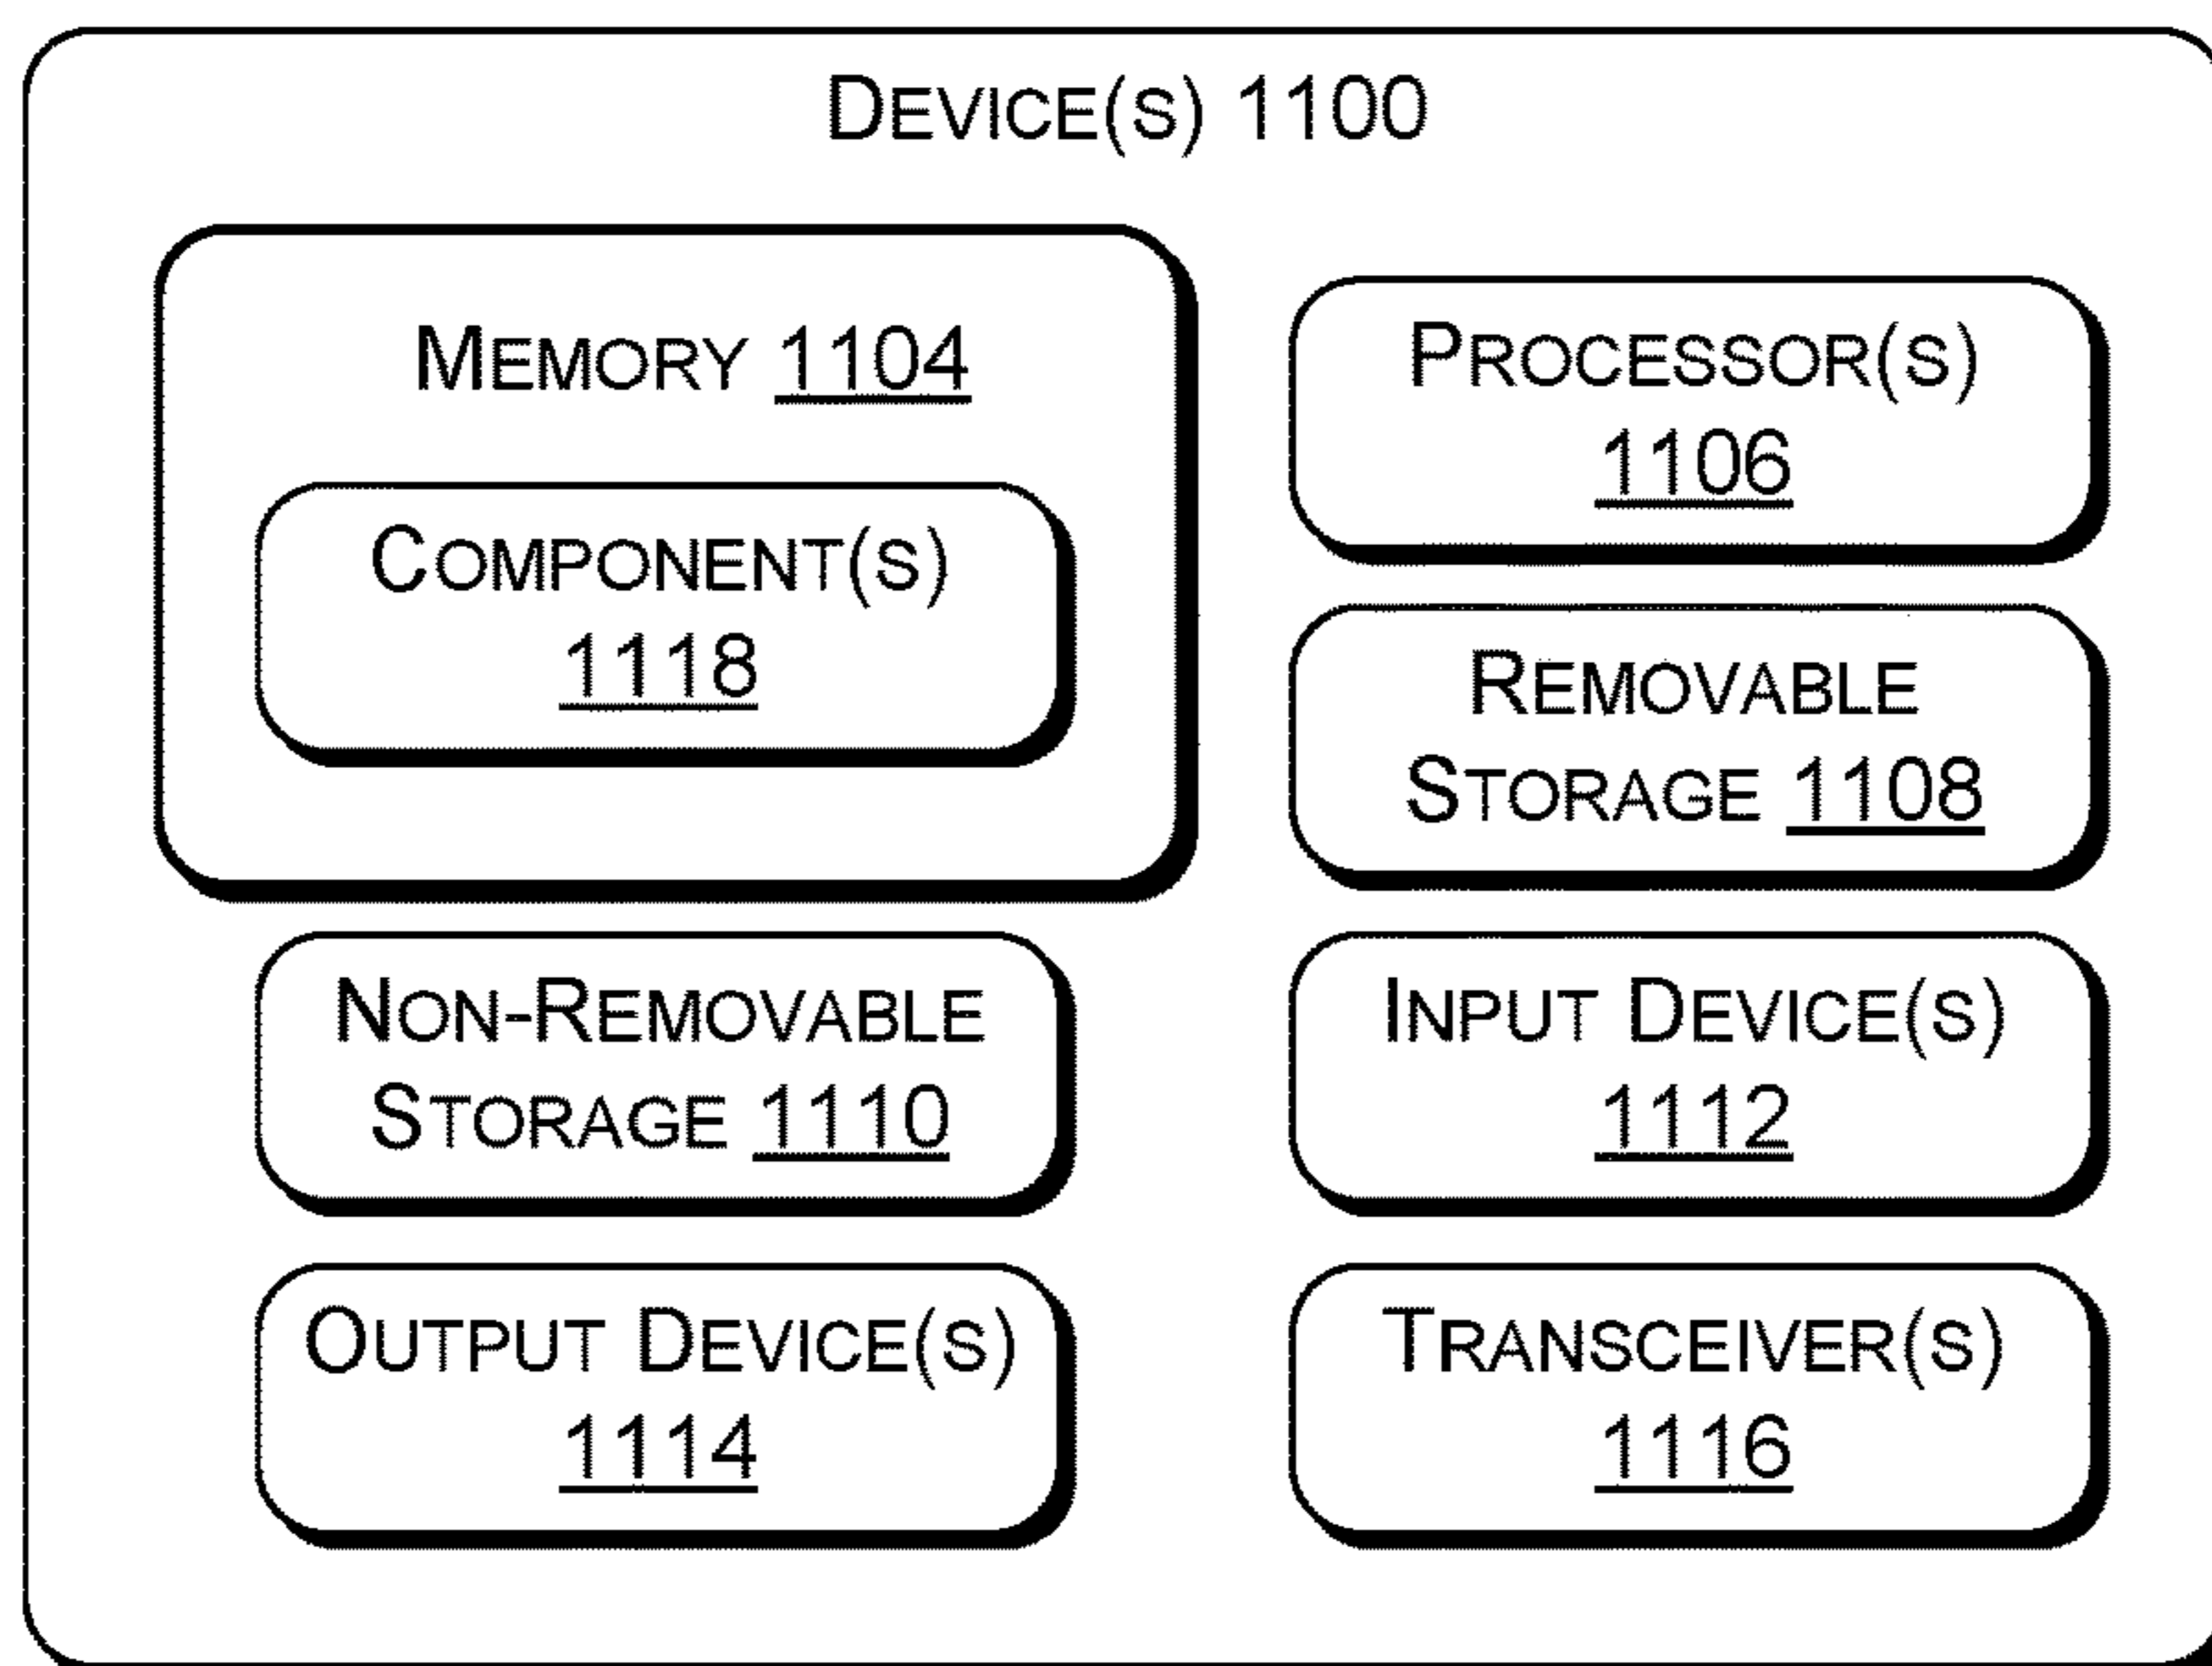 DEVICE(S) 1100
MEMORY 1104
COMPONENT(S)
1118
PROCESSOR(S)
1106
REMOVABLE
STORAGE 1108
NON-REMOVABLE
STORAGE 1110
INPUT DEVICE(S)
1112
OUTPUT DEVICE(S)
1114
TRANSCEIVER(S)
1116